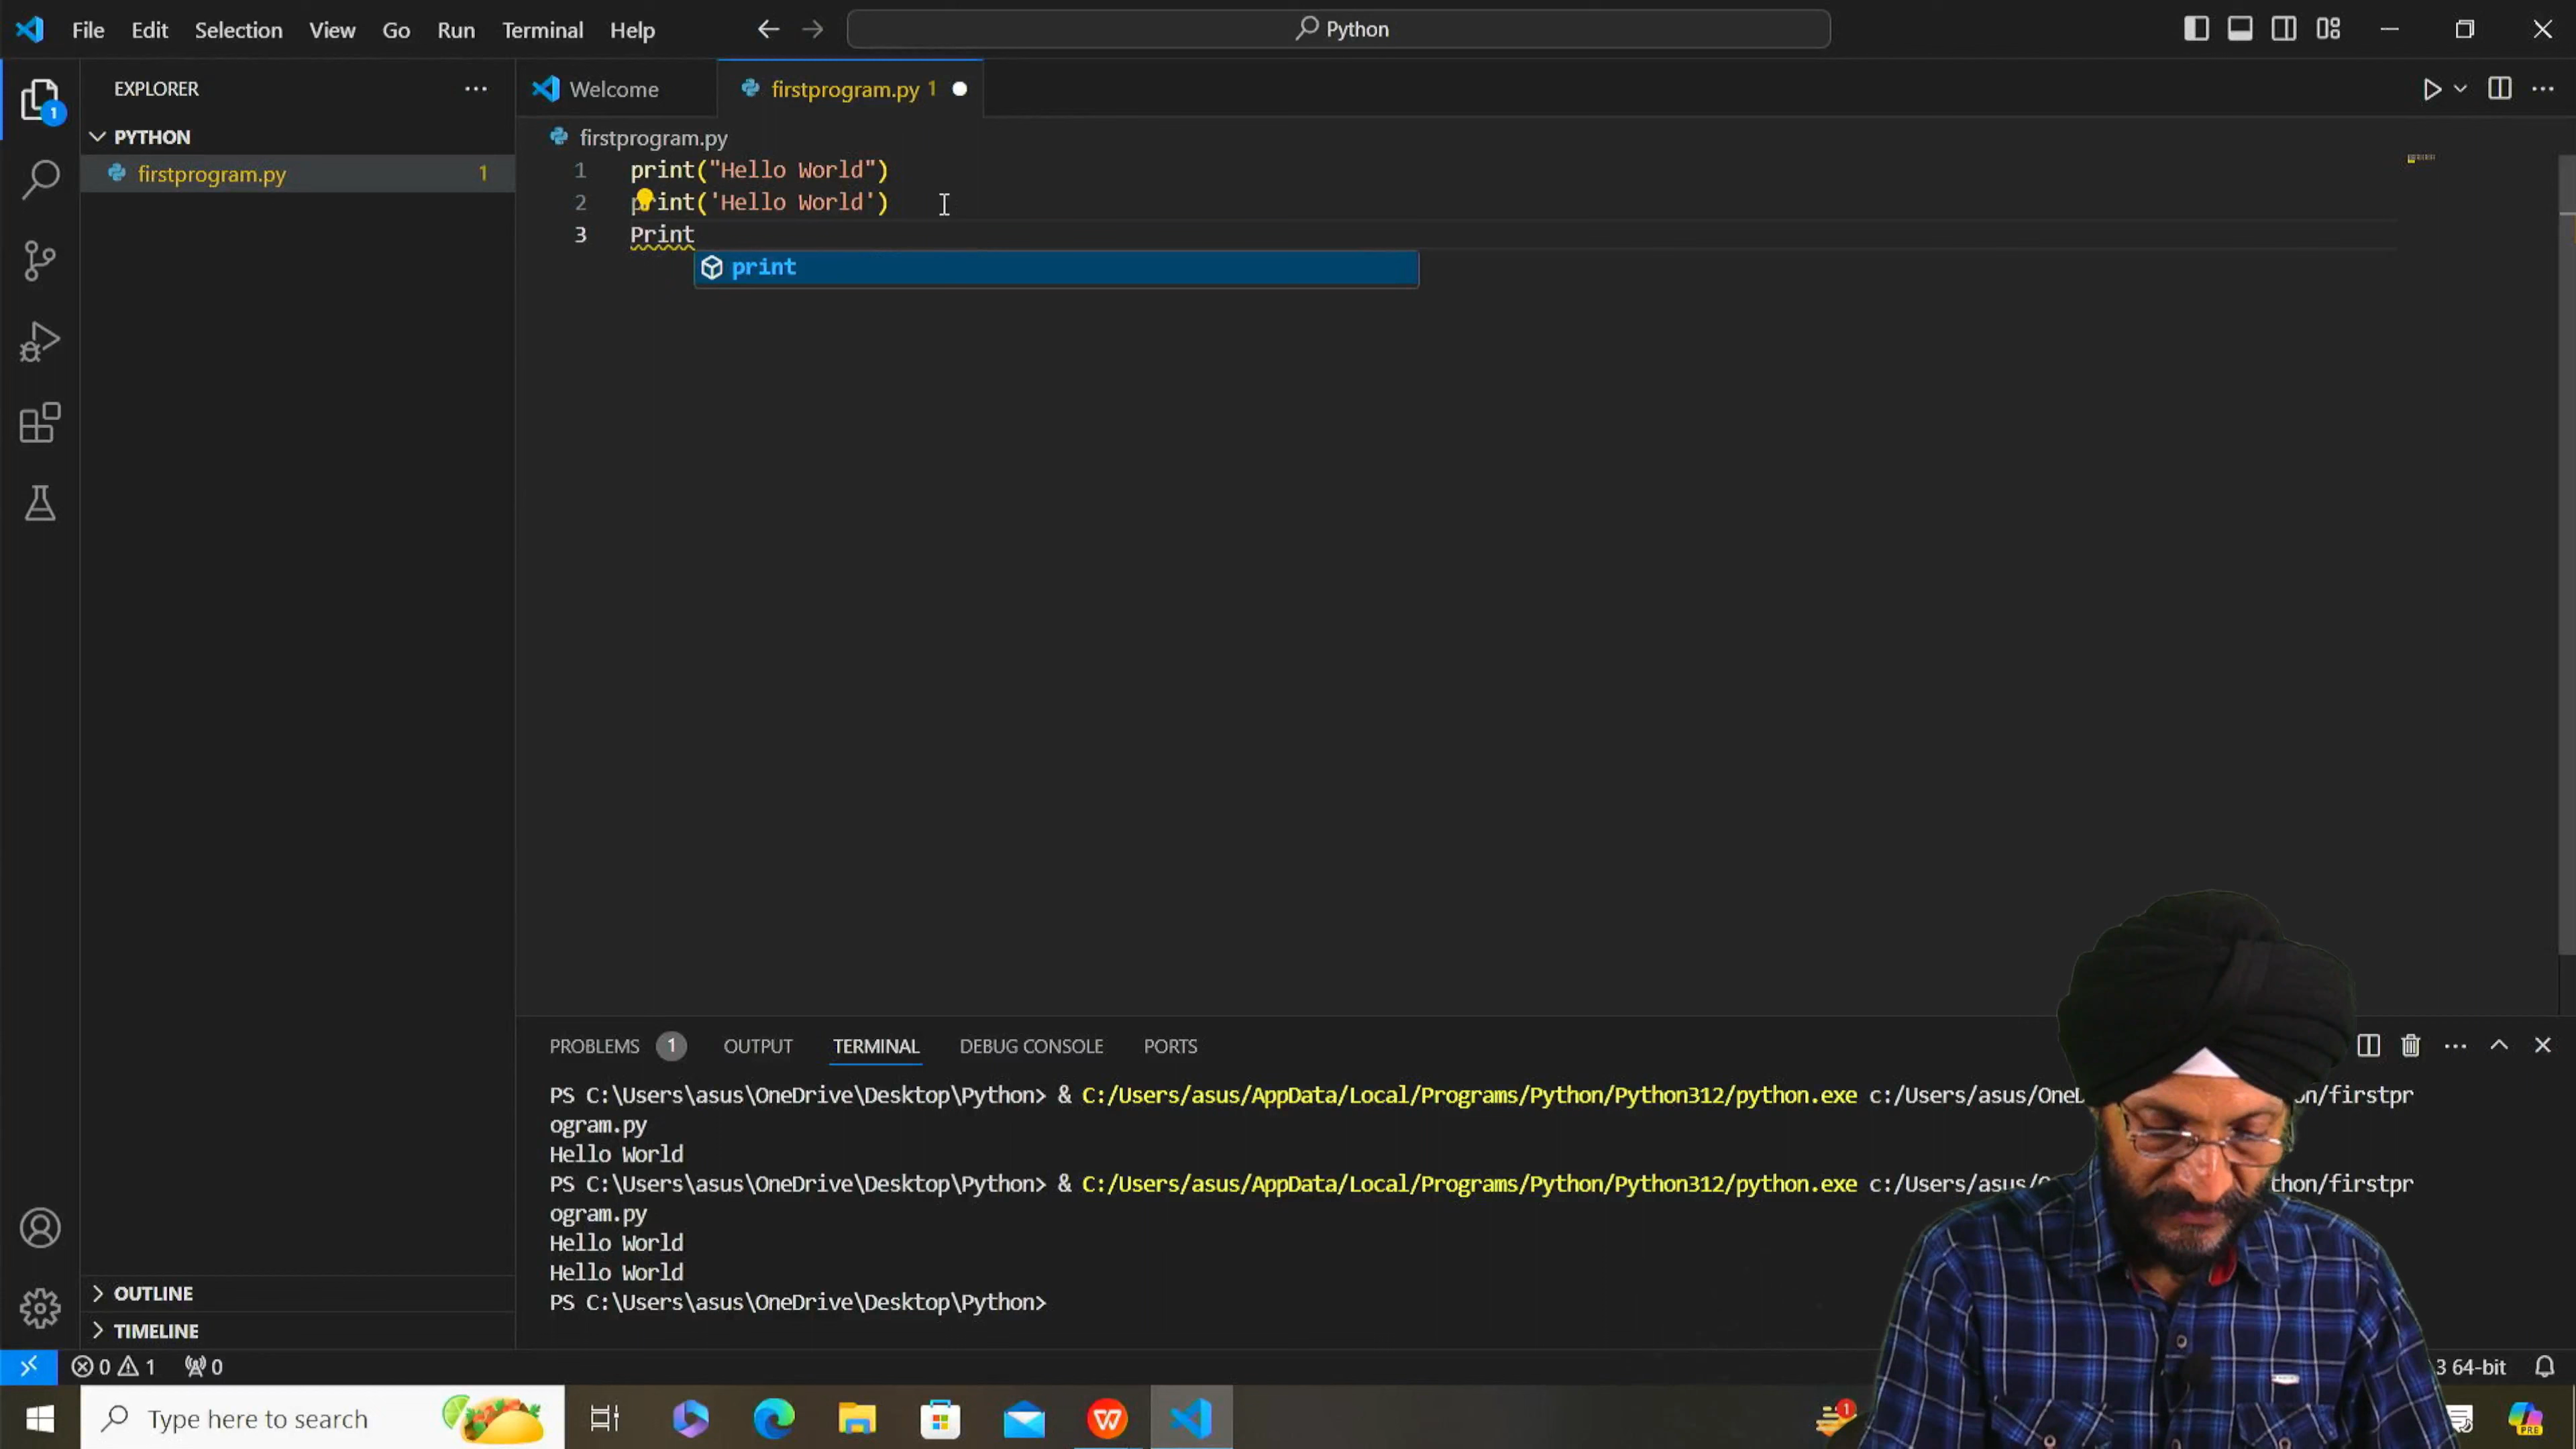 File Edit Selection View Go Run Terminal Help
Python
EXPLORER
PYTHON
firstprogram.py 1
1
Welcome
firstprogram.py 1
firstprogram.py
1 print("Hello World")
2 print('Hello World')
3 Print
print
PROBLEMS 1 OUTPUT TERMINAL DEBUG CONSOLE PORTS
PS C:\Users\asus\OneDrive\Desktop\Python> & C:/Users/asus/AppData/Local/Programs/Python/Python312/python.exe c:/Users/asus/OneD on/firstpr
ogram.py
Hello World
PS C:\Users\asus\OneDrive\Desktop\Python> & C:/Users/asus/AppData/Local/Programs/Python/Python312/python.exe c:/Users/asus/ thon/firstpr
ogram.py
Hello World
Hello World
PS C:\Users\asus\OneDrive\Desktop\Python>
OUTLINE
TIMELINE
0 1 0
3 64-bit
Type here to search
1
PRE